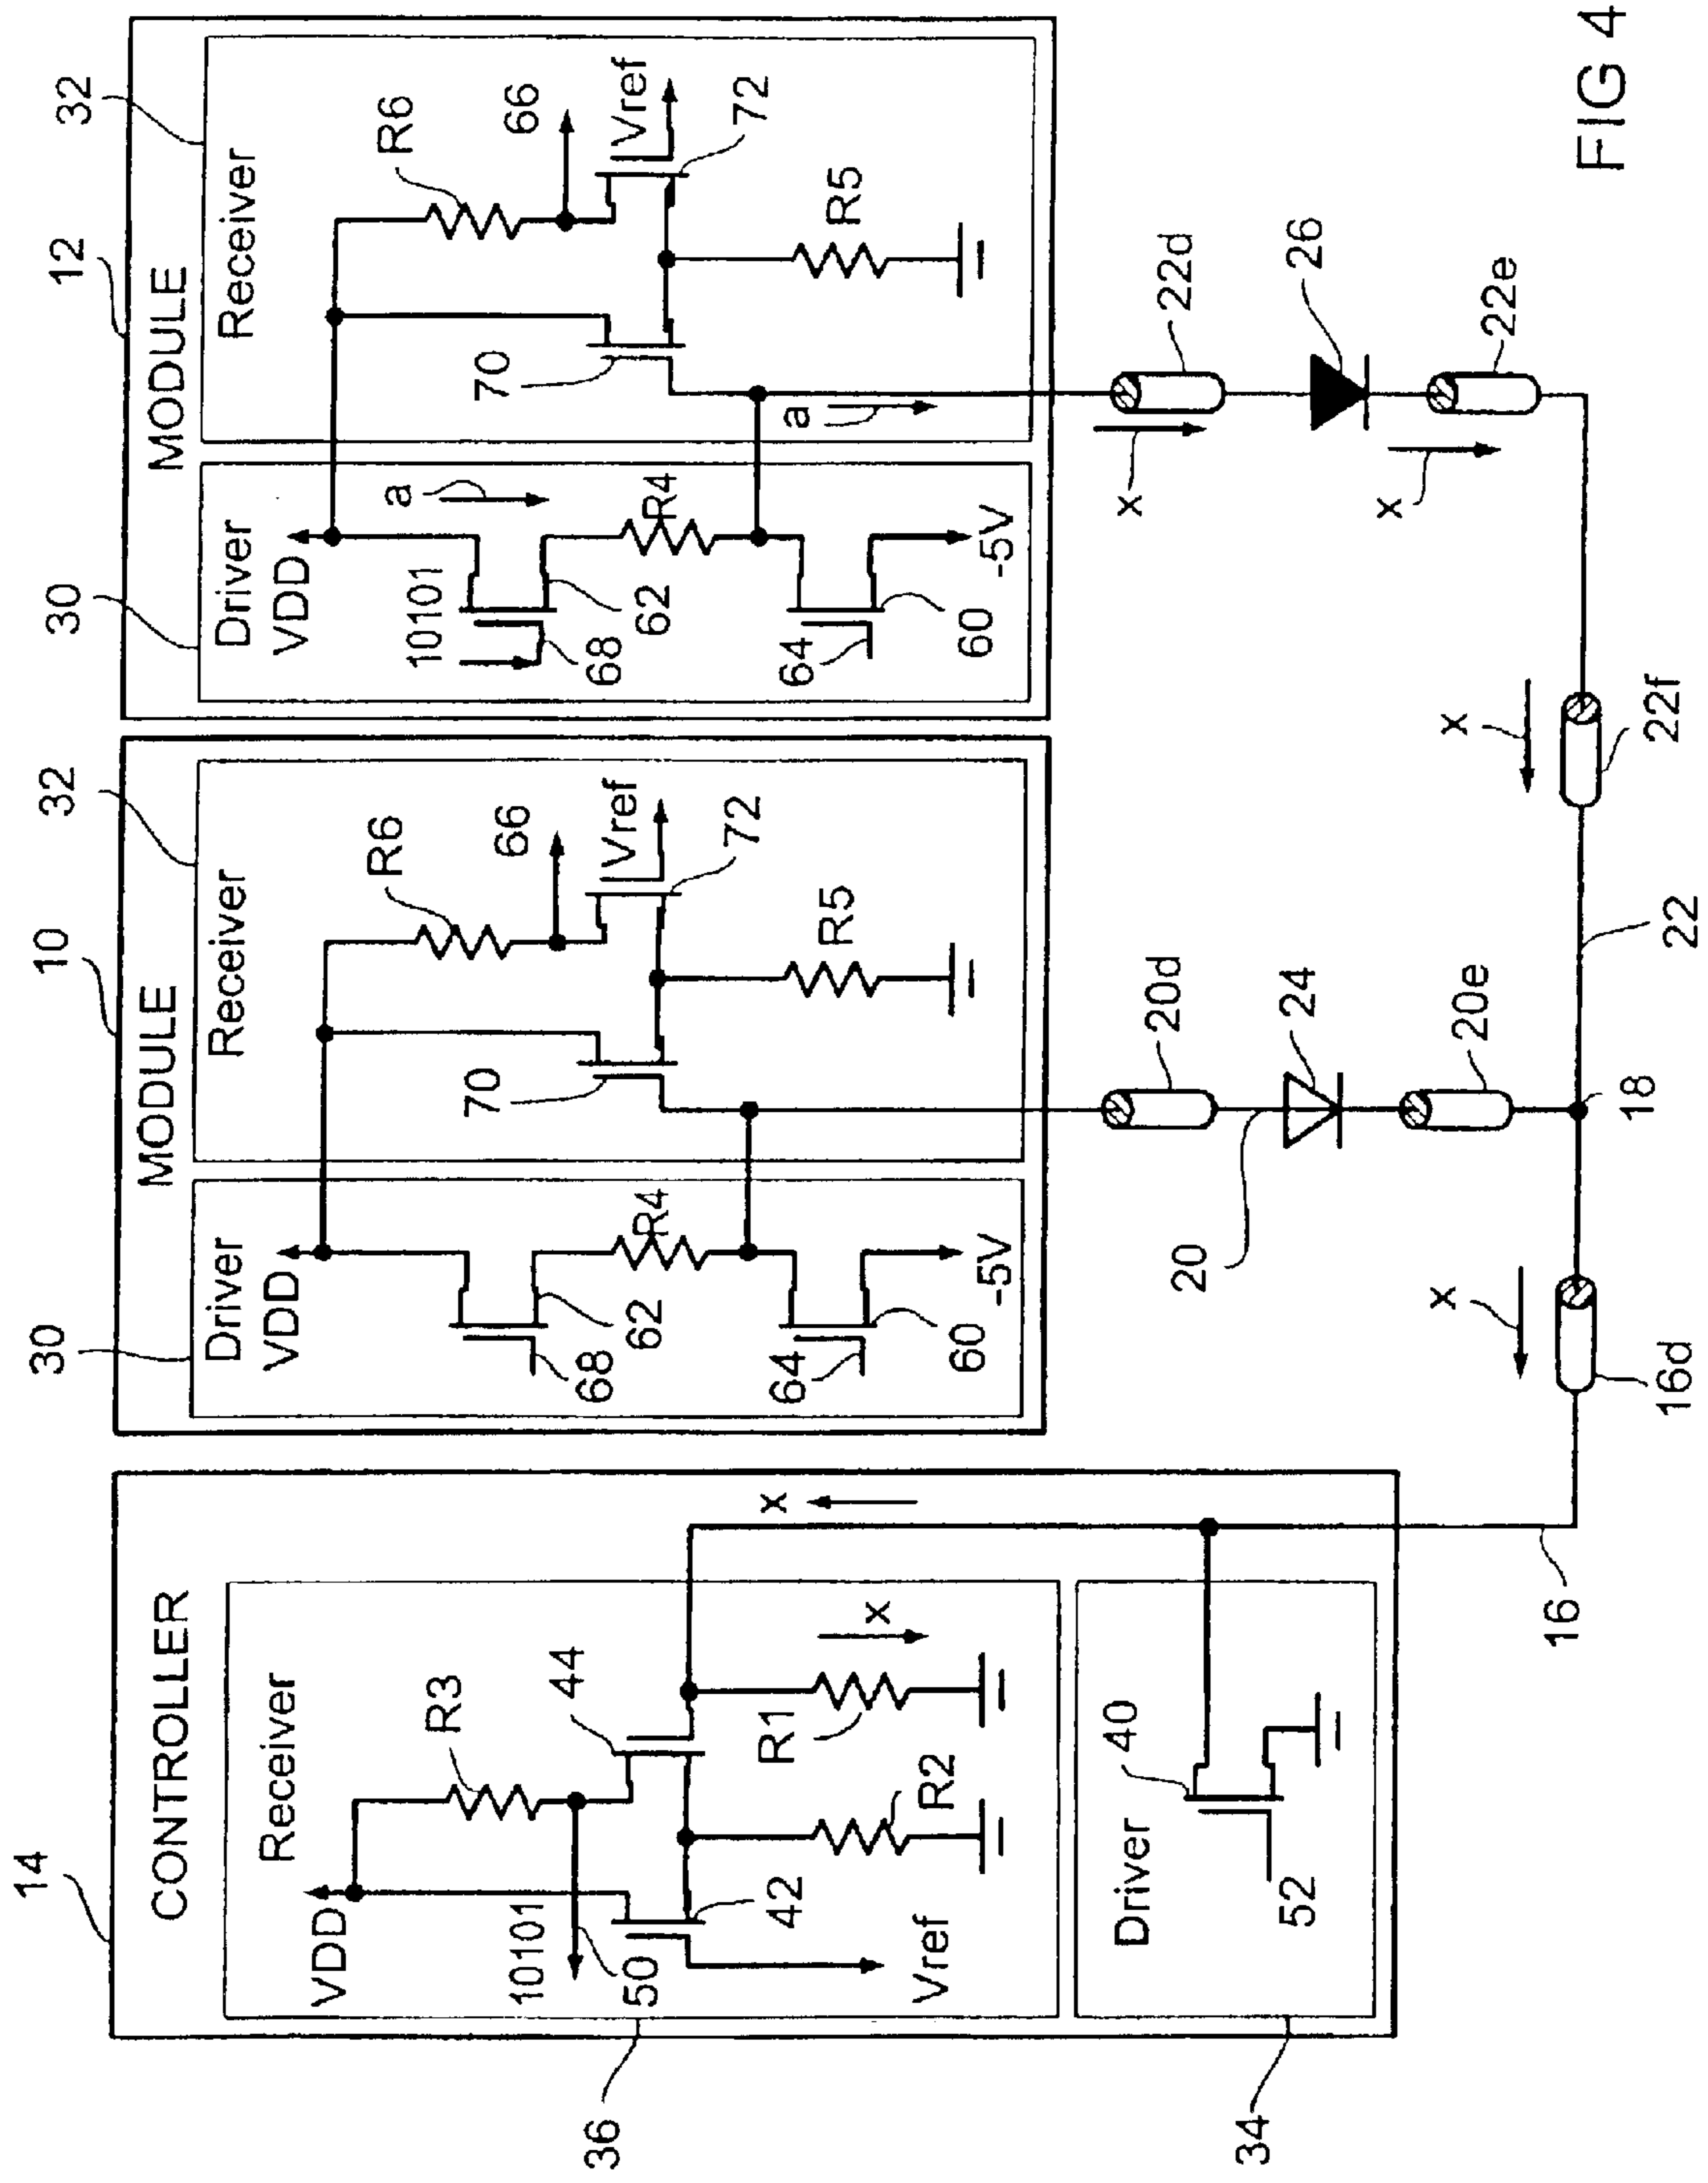 14
CONTROLLER
Receiver
VDD
R3
10101
50
44
42
Vref
R1
R2
x
x
36
Driver
40
52
34
16
10
MODULE
30
Driver
VDD
62
68
R4
64
60
-5V
32
Receiver
R6
66
Vref
70
72
R5
20d
20
24
20e
18
x
16d
12
MODULE
30
Driver
VDD
10101
a
62
68
R4
64
60
-5V
32
Receiver
R6
66
Vref
70
72
R5
a
x
22d
26
x
22e
x
22f
22
FIG 4